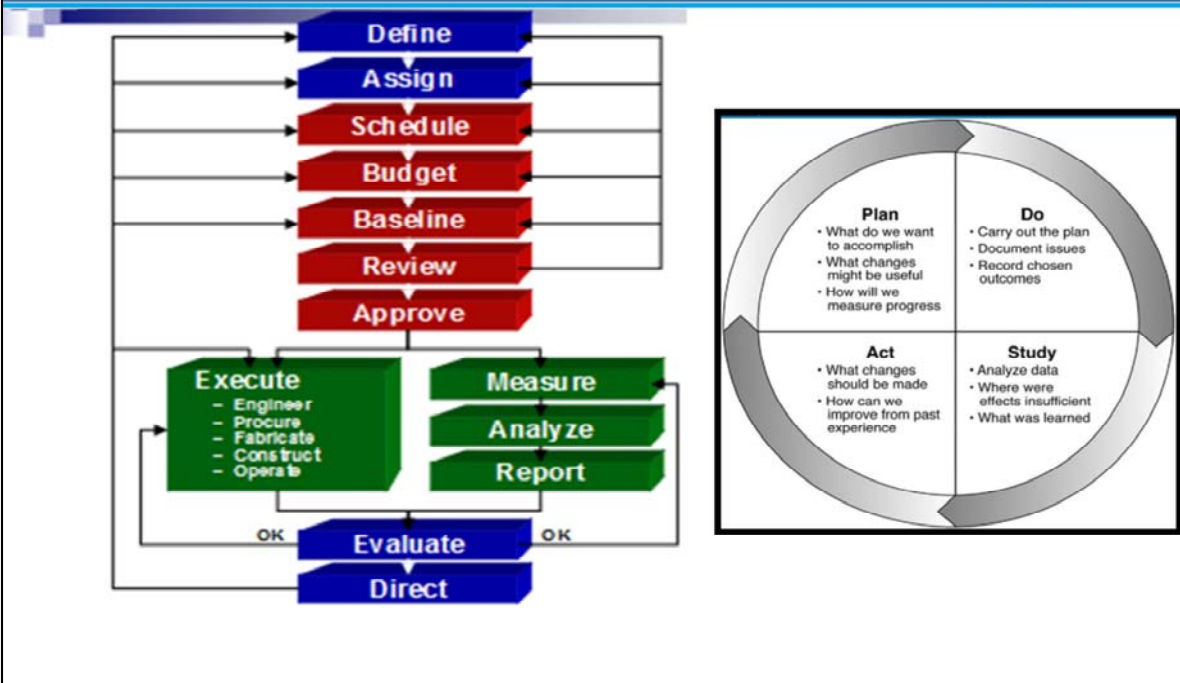 Define
Assign
Schedule
Budget
Baseline
Review
Approve
Execute
– Engineer
– Procure
– Fabricate
– Construct
– Operate
Measure
Analyze
Report
OK
Evaluate
OK
Direct
Plan
• What do we want
to accomplish
• What changes
might be useful
• How will we
measure progress
Do
• Carry out the plan
• Document issues
• Record chosen
outcomes
Act
• What changes
should be made
• How can we
improve from past
experience
Study
• Analyze data
• Where were
effects insufficient
• What was learned